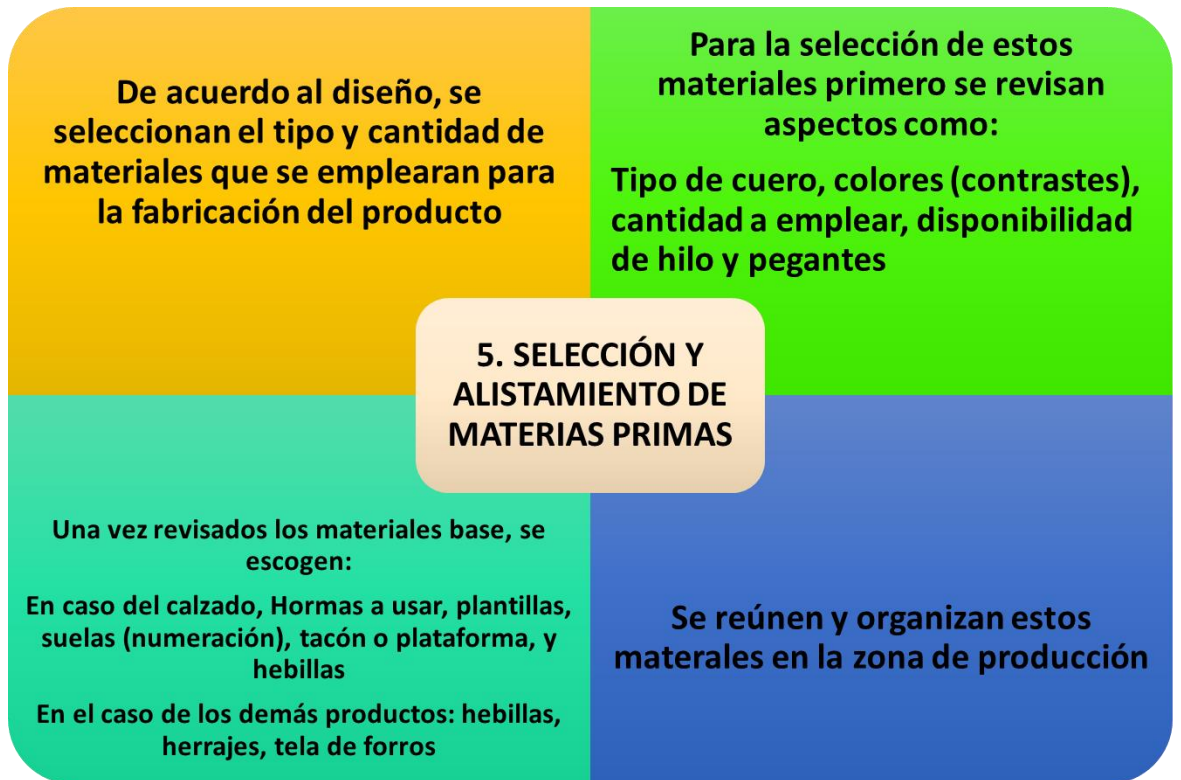 De acuerdo al diseño, se
seleccionan el tipo y cantidad de
materiales que se emplearan para
la fabricación del producto
Para la selección de estos
materiales primero se revisan
aspectos como:
Tipo de cuero, colores (contrastes),
cantidad a emplear, disponibilidad
de hilo y pegantes
5. SELECCIÓN Y
ALISTAMIENTO DE
MATERIAS PRIMAS
Una vez revisados los materiales base, se
escogen:
En caso del calzado, Hormas a usar, plantillas,
suelas (numeración), tacón o plataforma, y
hebillas
En el caso de los demás productos: hebillas,
herrajes, tela de forros
Se reúnen y organizan estos
materales en la zona de producción